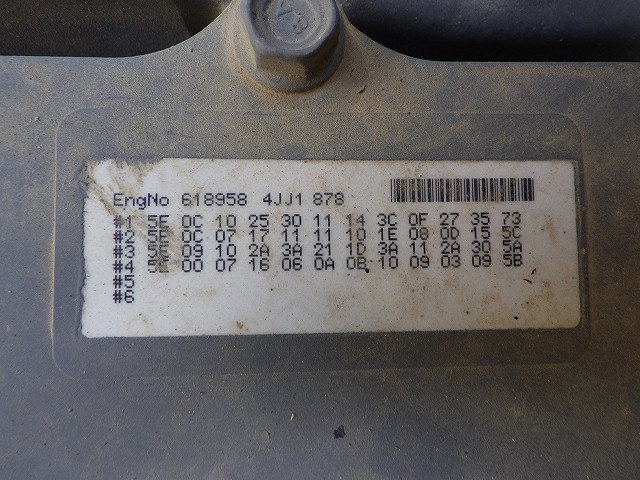 EngNo 618958 4JJ1 878
#1 5E 0C 10 25 30 11 14 3C 0F 27 35 73
#2 5E 0C 07 17 11 11 10 1E 08 0D 15 5C
#3 5E 09 10 2A 3A 21 1D 3A 11 2A 30 5A
#4 5E 00 07 16 06 0A 0B 10 09 03 09 5B
#5
#6